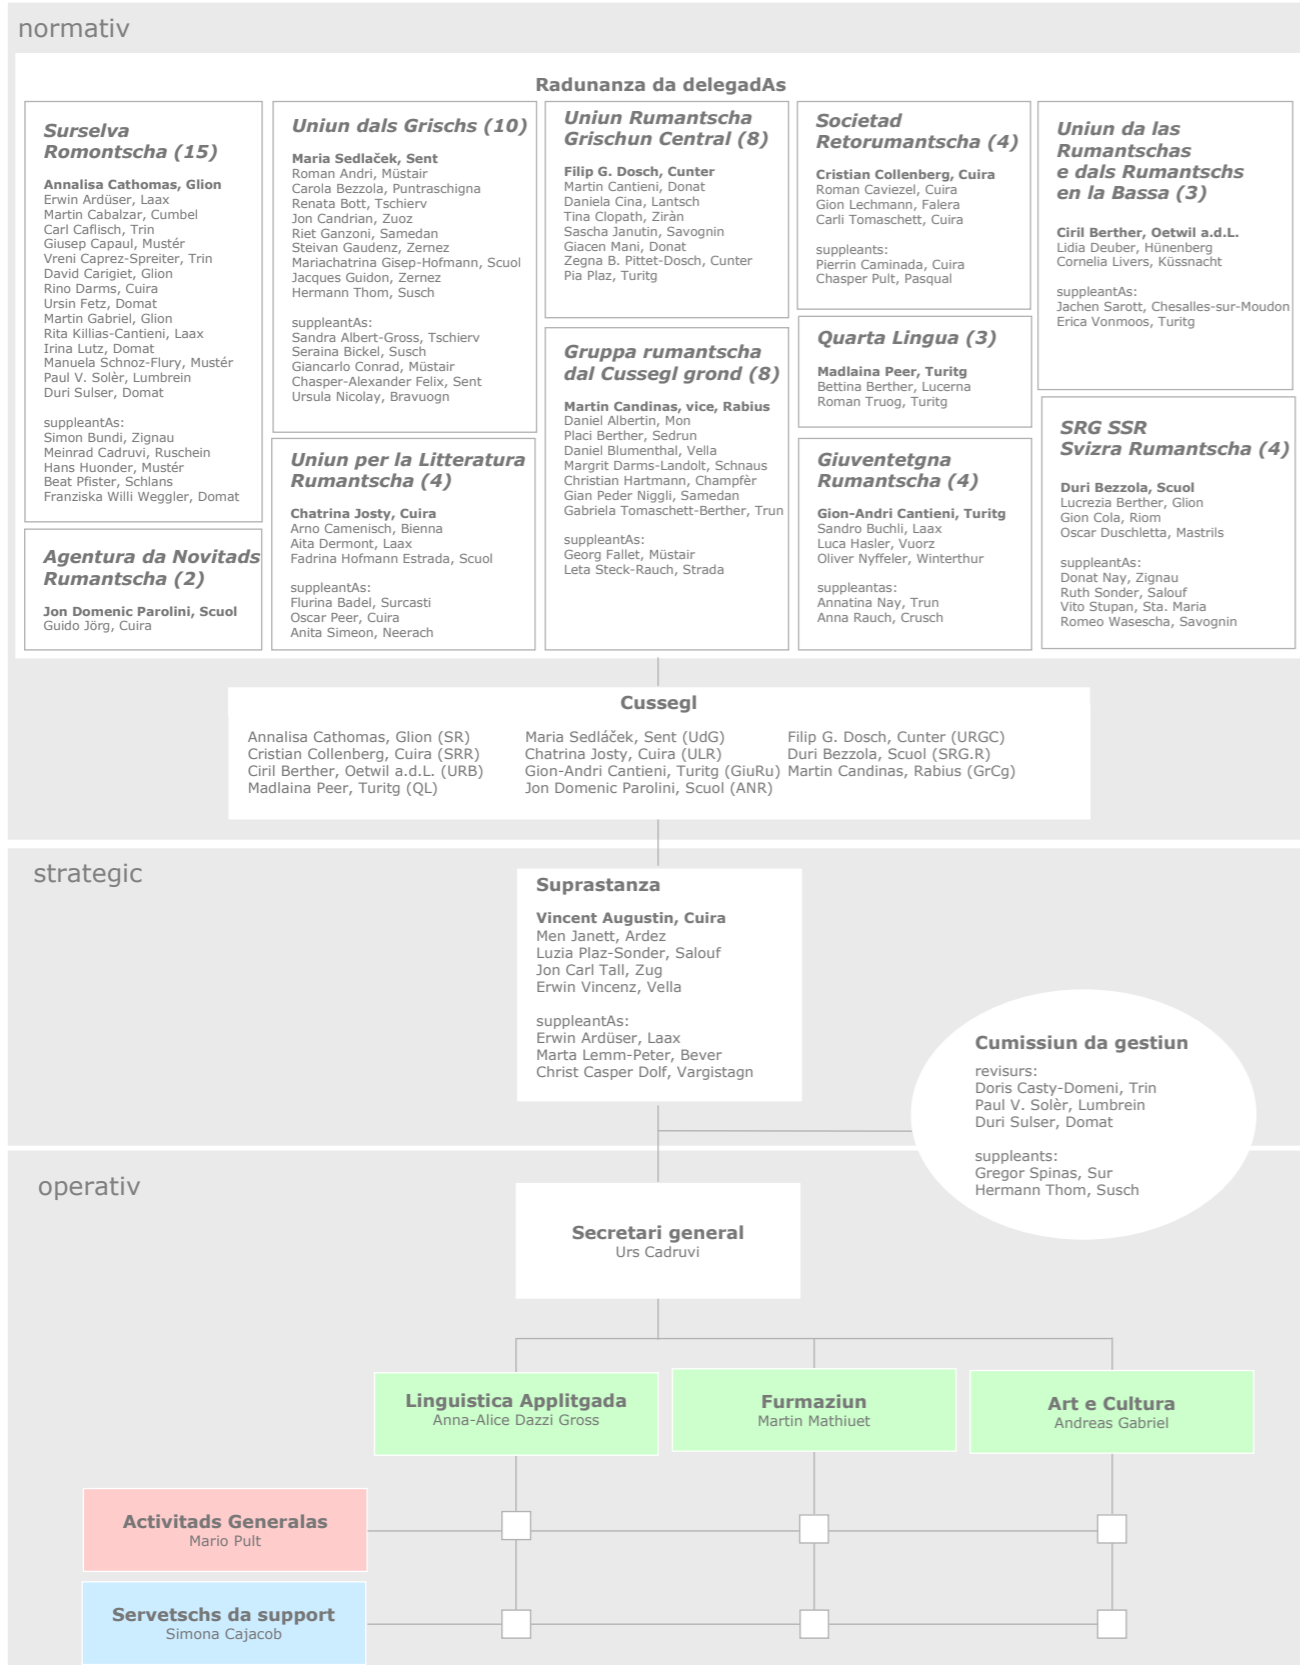 normativ
Radunanza da delegadAs
Surselva
Romontscha (15)
Annalisa Cathomas, Glion
Erwin Ardüser, Laax
Martin Cabalzar, Cumbel
Carl Caflisch, Trin
Giusep Capaul, Mustér
Vreni Caprez-Spreiter, Trin
David Carigiet, Glion
Rino Darms, Cuira
Ursin Fetz, Domat
Martin Gabriel, Glion
Rita Killias-Cantieni, Laax
Irina Lutz, Domat
Manuela Schnoz-Flury, Mustér
Paul V. Solèr, Lumbrein
Duri Sulser, Domat
suppleantAs:
Simon Bundi, Zignau
Meinrad Cadruvi, Ruschein
Hans Huonder, Mustér
Beat Pfister, Schlans
Franziska Willi Weggler, Domat
Agentura da Novitads
Rumantscha (2)
Jon Domenic Parolini, Scuol
Guido Jörg, Cuira
Uniun dals Grischs (10)
Maria Sedlaček, Sent
Roman Andri, Müstair
Carola Bezzola, Puntraschigna
Renata Bott, Tschierv
Jon Candrian, Zuoz
Riet Ganzoni, Samedan
Steivan Gaudenz, Zernez
Mariachatrina Gisep-Hofmann, Scuol
Jacques Guidon, Zernez
Hermann Thom, Susch
suppleantAs:
Sandra Albert-Gross, Tschierv
Seraina Bickel, Susch
Giancarlo Conrad, Müstair
Chasper-Alexander Felix, Sent
Ursula Nicolay, Bravuogn
Uniun per la Litteratura
Rumantscha (4)
Chatrina Josty, Cuira
Arno Camenisch, Bienna
Aita Dermont, Laax
Fadrina Hofmann Estrada, Scuol
suppleantAs:
Flurina Badel, Surcasti
Oscar Peer, Cuira
Anita Simeon, Neerach
Uniun Rumantscha
Grischun Central (8)
Filip G. Dosch, Cunter
Martin Cantieni, Donat
Daniela Cina, Lantsch
Tina Clopath, Ziràn
Sascha Janutin, Savognin
Giacen Mani, Donat
Zegna B. Pittet-Dosch, Cunter
Pia Plaz, Turitg
Gruppa rumantscha
dal Cussegl grond (8)
Martin Candinas, vice, Rabius
Daniel Albertin, Mon
Placi Berther, Sedrun
Daniel Blumenthal, Vella
Margrit Darms-Landolt, Schnaus
Christian Hartmann, Champfèr
Gian Peder Niggli, Samedan
Gabriela Tomaschett-Berther, Trun
suppleantAs:
Georg Fallet, Müstair
Leta Steck-Rauch, Strada
Societad
Retorumantscha (4)
Cristian Collenberg, Cuira
Roman Caviezel, Cuira
Gion Lechmann, Falera
Carli Tomaschett, Cuira
suppleants:
Pierrin Caminada, Cuira
Chasper Pult, Pasqual
Quarta Lingua (3)
Madlaina Peer, Turitg
Bettina Berther, Lucerna
Roman Truog, Turitg
Giuventetgna
Rumantscha (4)
Gion-Andri Cantieni, Turitg
Sandro Buchli, Laax
Luca Hasler, Vuorz
Oliver Nyffeler, Winterthur
suppleantas:
Annatina Nay, Trun
Anna Rauch, Crusch
Uniun da las
Rumantschas
e dals Rumantschs
en la Bassa (3)
Ciril Berther, Oetwil a.d.L.
Lidia Deuber, Hünenberg
Cornelia Livers, Küssnacht
suppleantAs:
Jachen Sarott, Chesalles-sur-Moudon
Erica Vonmoos, Turitg
SRG SSR
Svizra Rumantscha (4)
Duri Bezzola, Scuol
Lucrezia Berther, Glion
Gion Cola, Riom
Oscar Duschletta, Mastrils
suppleantAs:
Donat Nay, Zignau
Ruth Sonder, Salouf
Vito Stupan, Sta. Maria
Romeo Wasescha, Savognin
Cussegl
Annalisa Cathomas, Glion (SR)
Cristian Collenberg, Cuira (SRR)
Ciril Berther, Oetwil a.d.L. (URB)
Madlaina Peer, Turitg (QL)
Maria Sedláček, Sent (UdG)
Chatrina Josty, Cuira (ULR)
Gion-Andri Cantieni, Turitg (GiuRu)
Jon Domenic Parolini, Scuol (ANR)
Filip G. Dosch, Cunter (URGC)
Duri Bezzola, Scuol (SRG.R)
Martin Candinas, Rabius (GrCg)
strategic
Suprastanza
Vincent Augustin, Cuira
Men Janett, Ardez
Luzia Plaz-Sonder, Salouf
Jon Carl Tall, Zug
Erwin Vincenz, Vella
suppleantAs:
Erwin Ardüser, Laax
Marta Lemm-Peter, Bever
Christ Casper Dolf, Vargistagn
Cumissiun da gestiun
revisurs:
Doris Casty-Domeni, Trin
Paul V. Solèr, Lumbrein
Duri Sulser, Domat
suppleants:
Gregor Spinas, Sur
Hermann Thom, Susch
operativ
Secretari general
Urs Cadruvi
Linguistica Applitgada
Anna-Alice Dazzi Gross
Furmaziun
Martin Mathiuet
Art e Cultura
Andreas Gabriel
Activitads Generalas
Mario Pult
Servetschs da support
Simona Cajacob